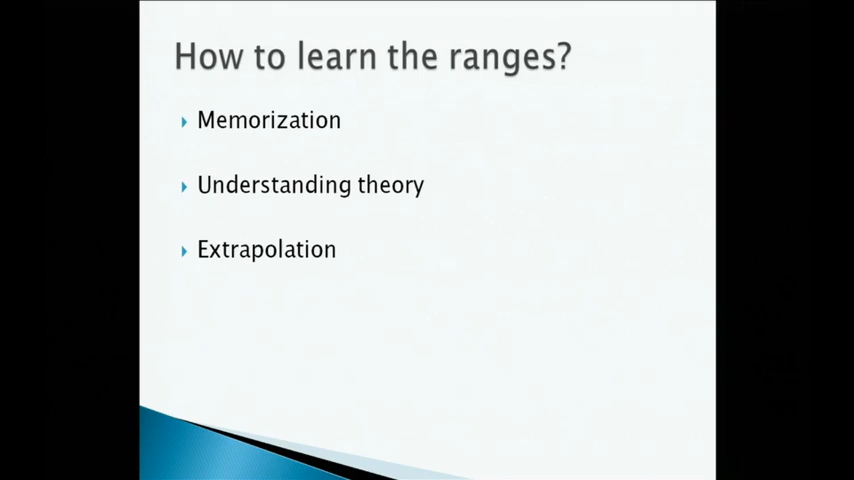 How to learn the ranges?
Memorization
Understanding theory
Extrapolation